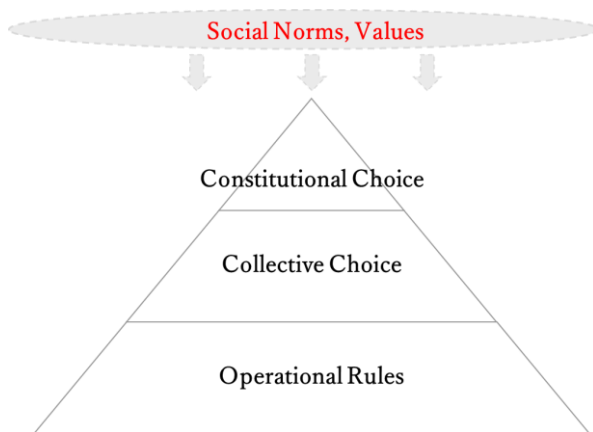 Social Norms, Values
Constitutional Choice
Collective Choice
Operational Rules